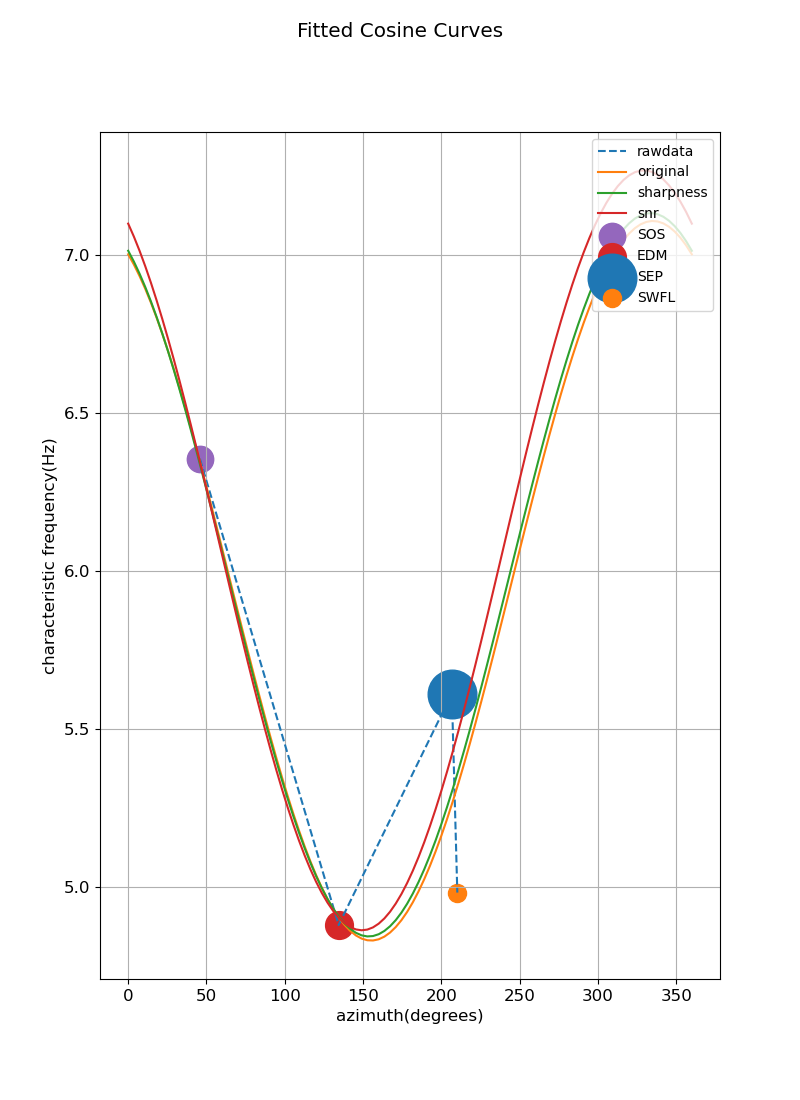 Fitted Cosine Curves
rawdata
original
sharpness
snr
SOS
EDM
SEP
SWFL
7.0
6.5
6.0
5.5
5.0
characteristic frequency(Hz)
0 50 100 150 200 250 300 350
azimuth(degrees)